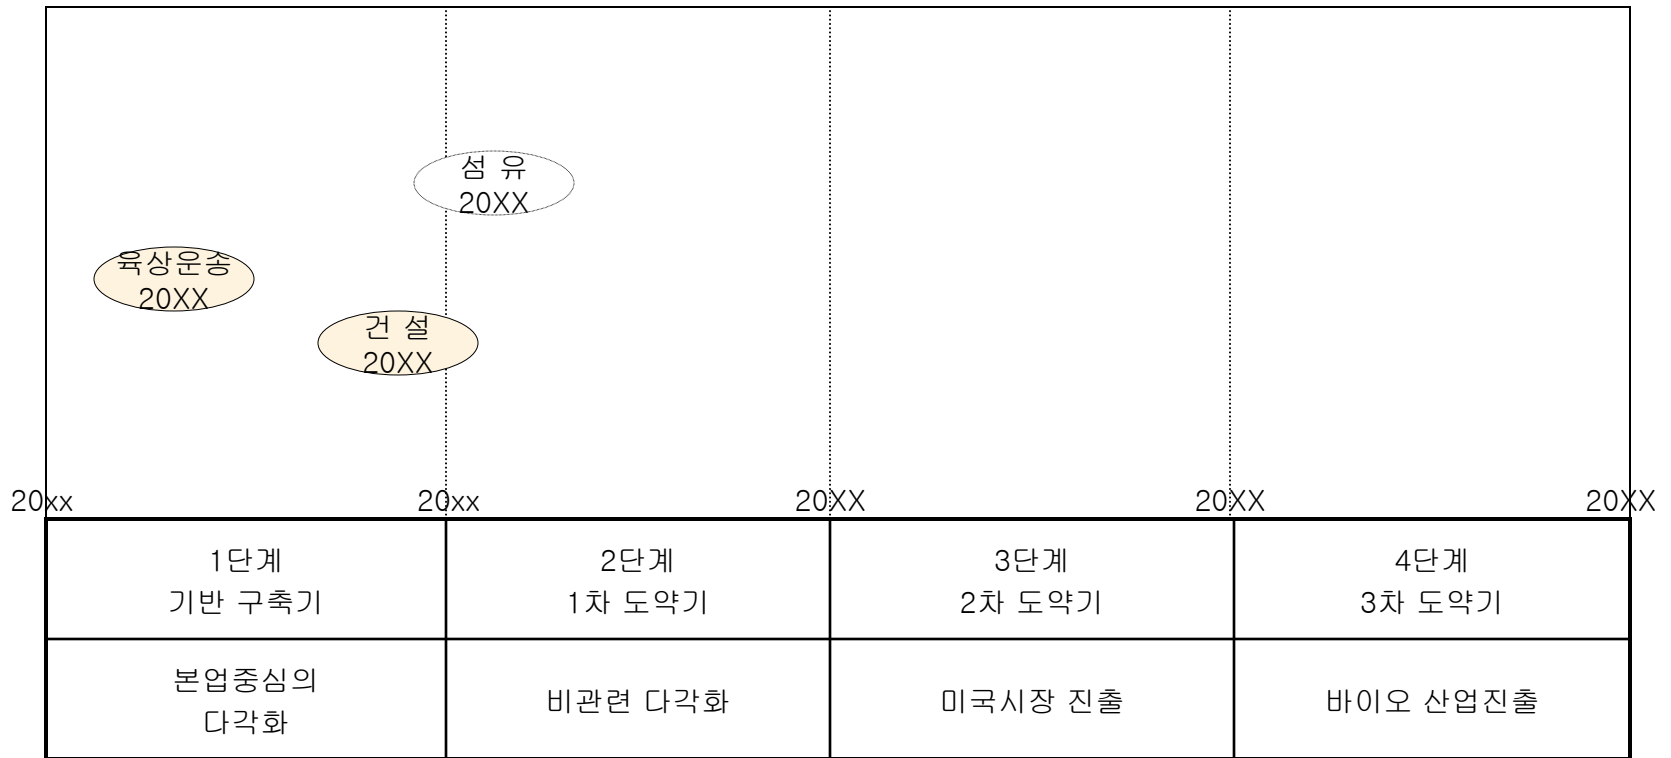 섬 유
20XX
육상운송
20XX
건 설
20XX
20xx 20xx 20XX 20XX 20XX
1단계
기반 구축기
2단계
1차 도약기
3단계
2차 도약기
4단계
3차 도약기
본업중심의
다각화
비관련 다각화
미국시장 진출
바이오 산업진출